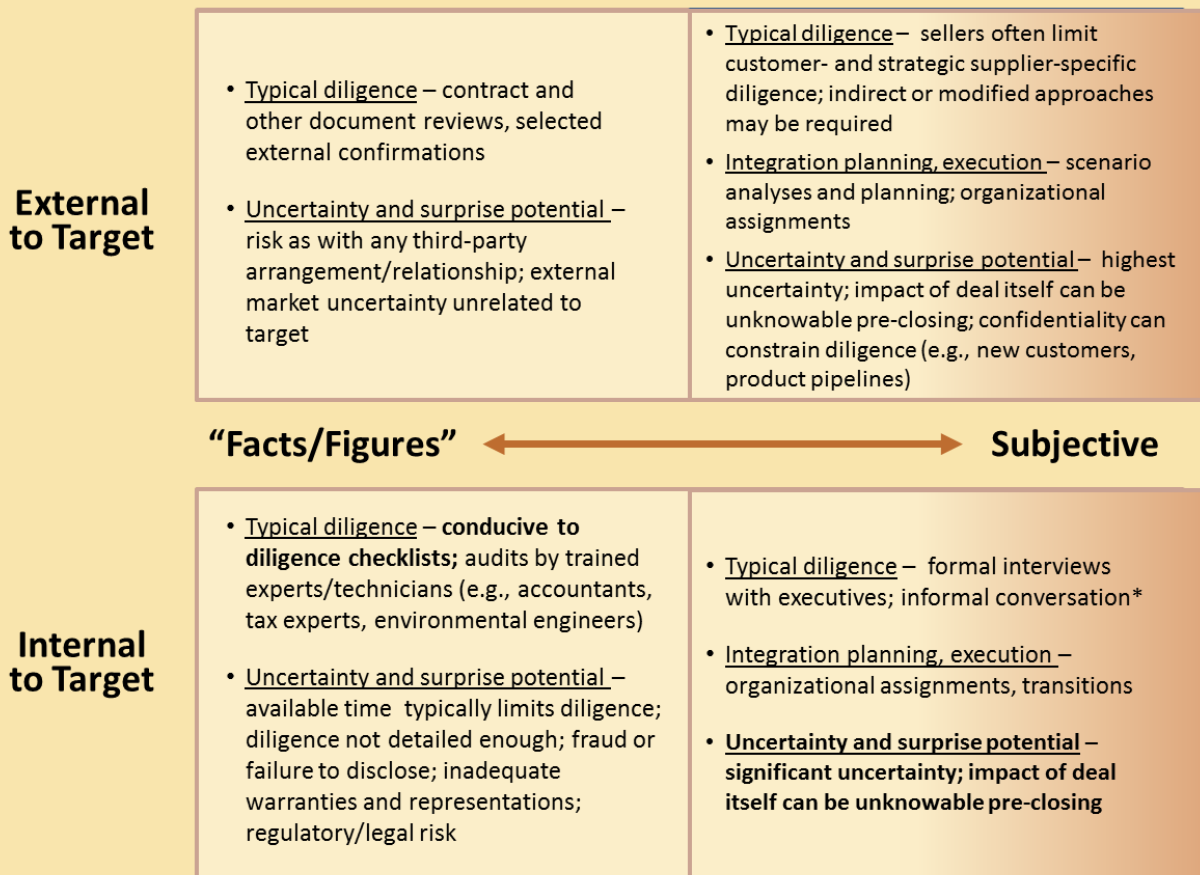 External
to Target
• Typical diligence – contract and
other document reviews, selected
external confirmations
• Uncertainty and surprise potential –
risk as with any third-party
arrangement/relationship; external
market uncertainty unrelated to
target
• Typical diligence – sellers often limit
customer- and strategic supplier-specific
diligence; indirect or modified approaches
may be required
• Integration planning, execution – scenario
analyses and planning; organizational
assignments
• Uncertainty and surprise potential – highest
uncertainty; impact of deal itself can be
unknowable pre-closing; confidentiality can
constrain diligence (e.g., new customers,
product pipelines)
“Facts/Figures”
Subjective
Internal
to Target
• Typical diligence – conducive to
diligence checklists; audits by trained
experts/technicians (e.g., accountants,
tax experts, environmental engineers)
• Uncertainty and surprise potential –
available time typically limits diligence;
diligence not detailed enough; fraud or
failure to disclose; inadequate
warranties and representations;
regulatory/legal risk
• Typical diligence – formal interviews
with executives; informal conversation*
• Integration planning, execution –
organizational assignments, transitions
• Uncertainty and surprise potential –
significant uncertainty; impact of deal
itself can be unknowable pre-closing